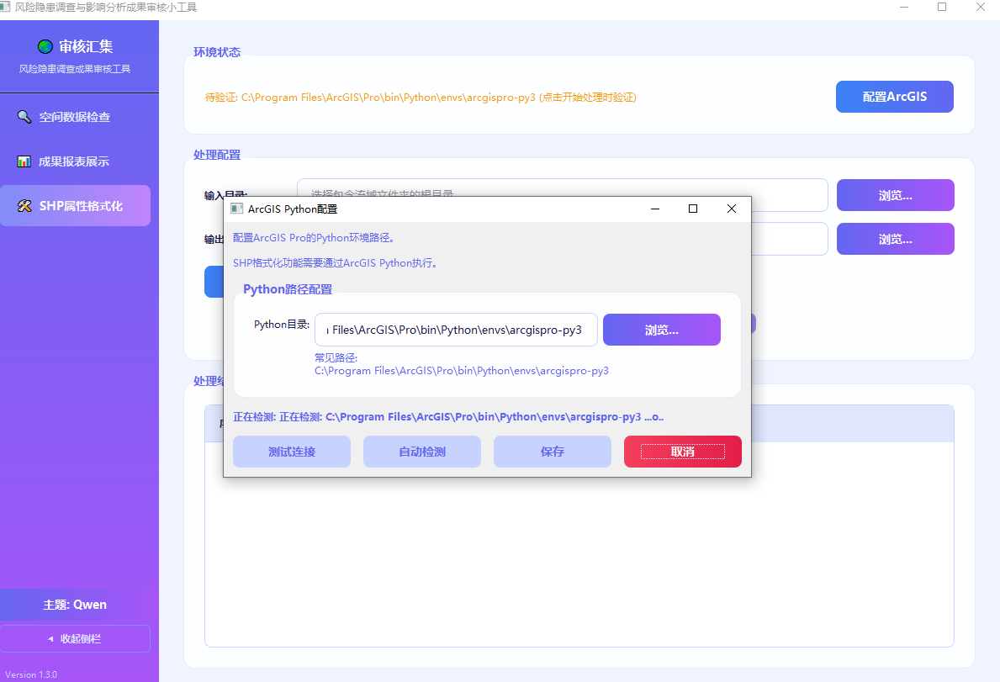 风险隐患调查与影响分析成果审核小工具
审核汇集
风险隐患调查成果审核工具
空间数据检查
成果报表展示
SHP属性格式化
主题: Qwen
收起侧栏
Version 1.3.0
环境状态
待验证: C:\Program Files\ArcGIS\Pro\bin\Python\envs\arcgispro-py3 (点击开始处理时验证)
配置ArcGIS
处理配置
输入目录:
选择包含流域文件夹的根目录
浏览...
输出
浏览...
处理结
ArcGIS Python配置
配置ArcGIS Pro的Python环境路径。
SHP格式化功能需要通过ArcGIS Python执行。
Python路径配置
Python目录:
Files\ArcGIS\Pro\bin\Python\envs\arcgispro-py3
浏览...
常见路径:
C:\Program Files\ArcGIS\Pro\bin\Python\envs\arcgispro-py3
正在检测: 正在检测: C:\Program Files\ArcGIS\Pro\bin\Python\envs\arcgispro-py3 ...o..
测试连接
自动检测
保存
取消